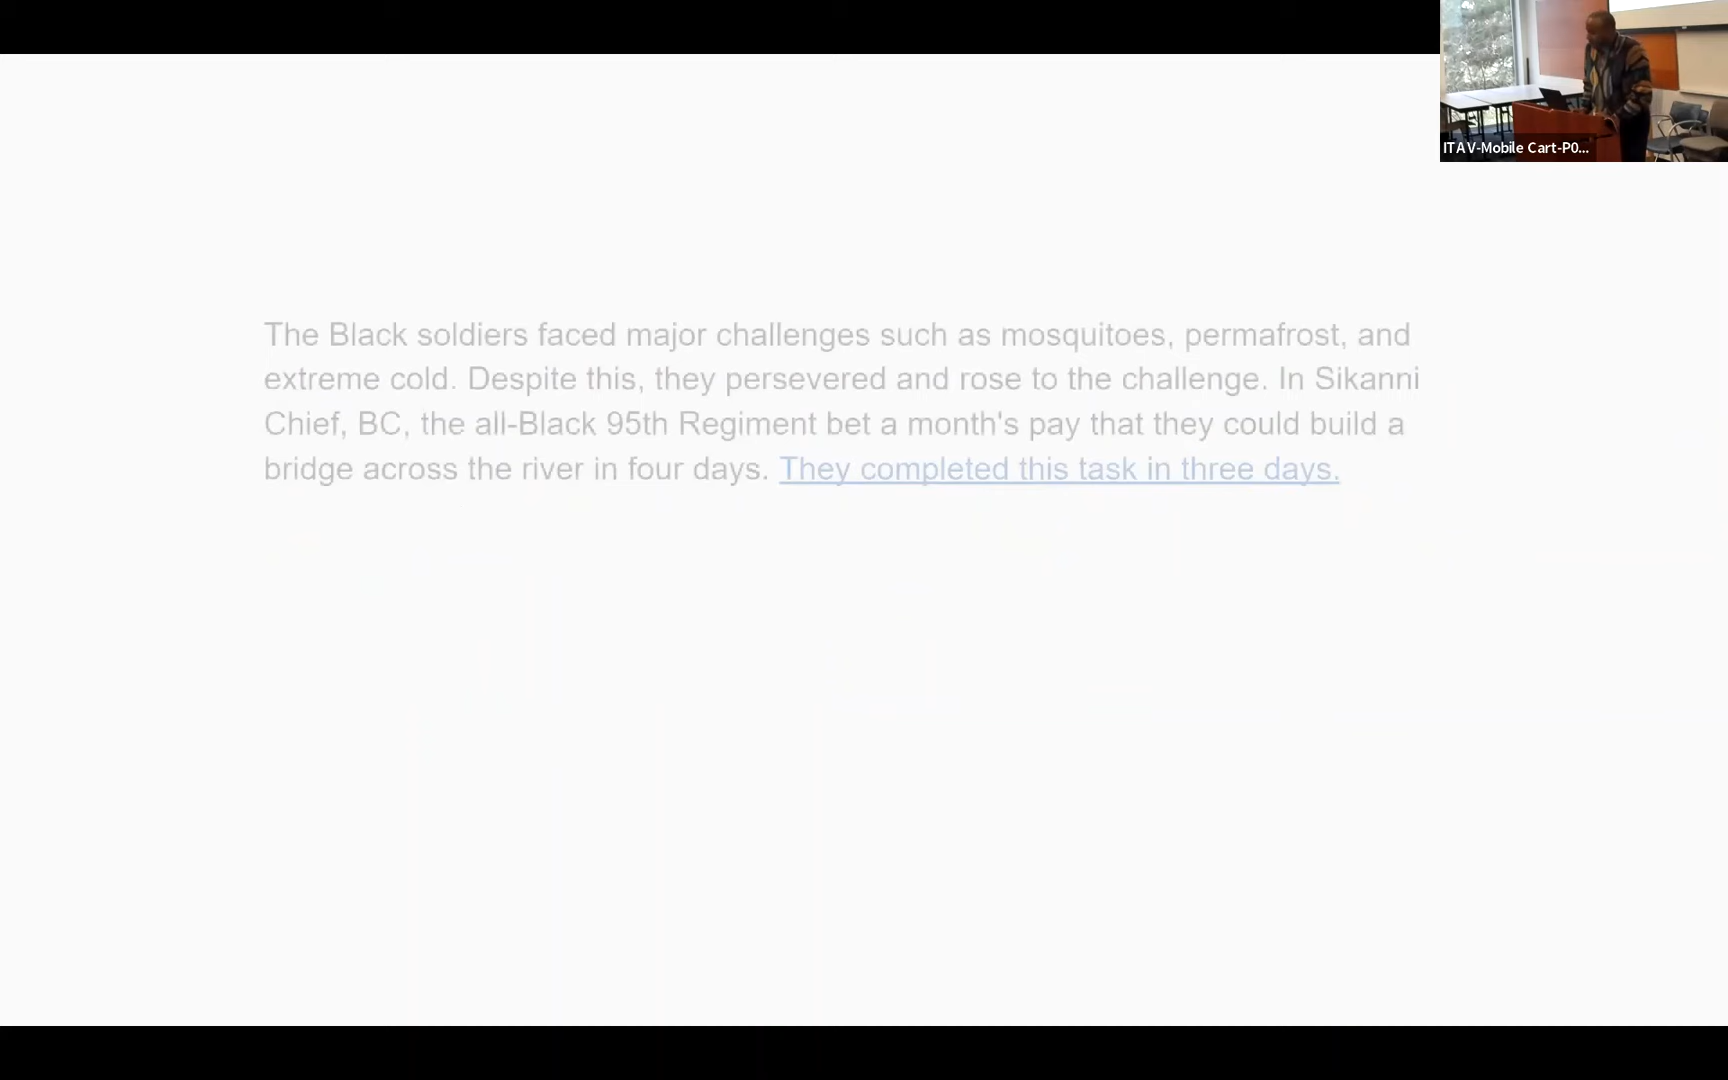 ITAV-Mobile Cart-P0...
The Black soldiers faced major challenges such as mosquitoes, permafrost, and
extreme cold. Despite this, they persevered and rose to the challenge. In Sikanni
Chief, BC, the all-Black 95th Regiment bet a month's pay that they could build a
bridge across the river in four days. They completed this task in three days.